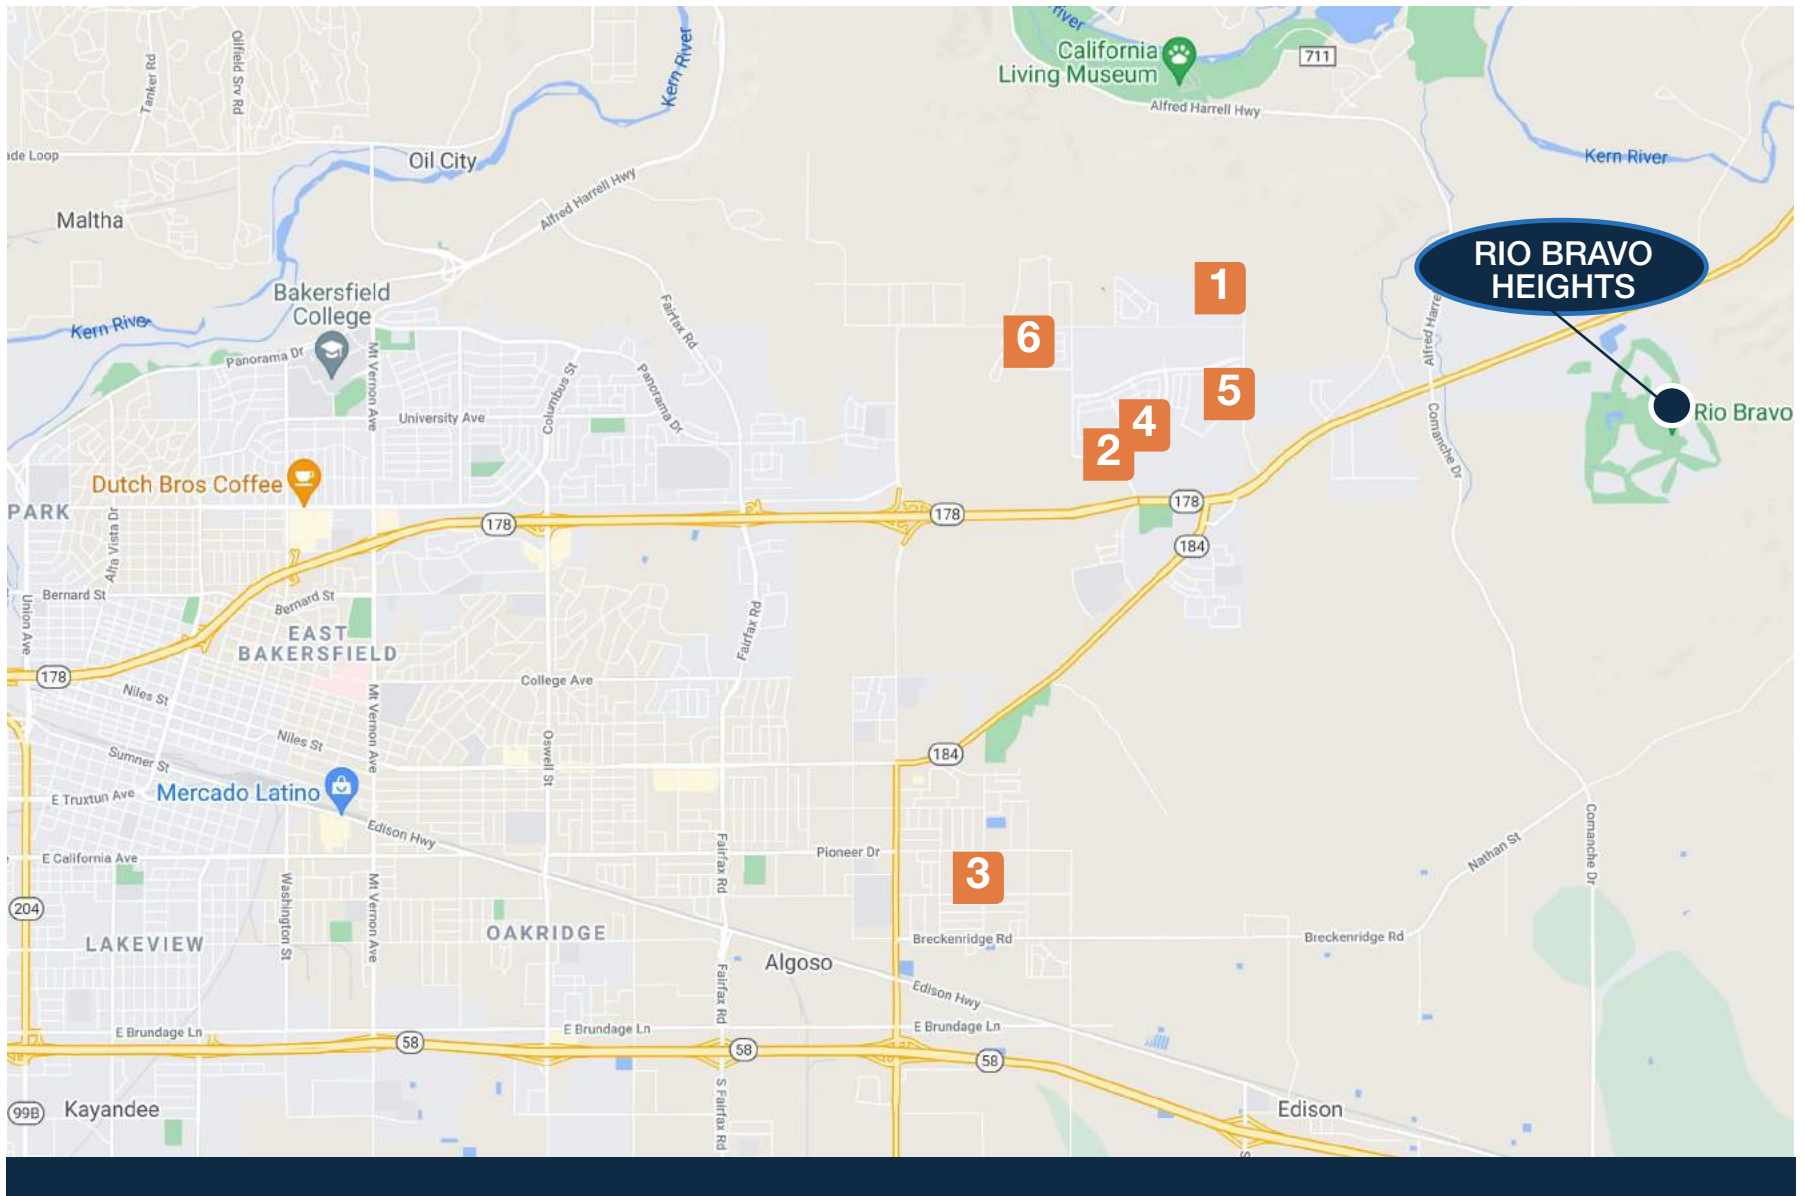 River
California
Living Museum
711
Alfred Harrell Hwy
Tanker Rd
Oilfield Srv Rd
Kern River
ade Loop
Oil City
Kern River
Maltha
Alfred Harrell Hwy
RIO BRAVO
HEIGHTS
1
Bakersfield
College
Kern River
Fairfax Rd
6
Alfred Harre
Panorama Dr
Mt Vernon Ave
Columbus St
Panorama Dr
5
4
2
University Ave
Rio Bravo
Comanche Dr
Dutch Bros Coffee
PARK
178
178
178
184
Alta Vista Dr
Union Ave
Bernard St
Bernard St
EAST
BAKERSFIELD
Fairfax Rd
178
Niles St
College Ave
Mt Vernon Ave
Niles St
Oswell St
Sumner St
184
E Truxtun Ave
Mercado Latino
Edison Hwy
Comanche Dr
E California Ave
Fairfax Rd
Pioneer Dr
Nathan St
3
Washington St
Mt Vernon Ave
204
LAKEVIEW
OAKRIDGE
Breckenridge Rd
Breckenridge Rd
Algoso
Fairfax Rd
Edison Hwy
E Brundage Ln
E Brundage Ln
E Brundage Ln
58
58
58
S Fairfax Rd
99B
Kayandee
Edison
S